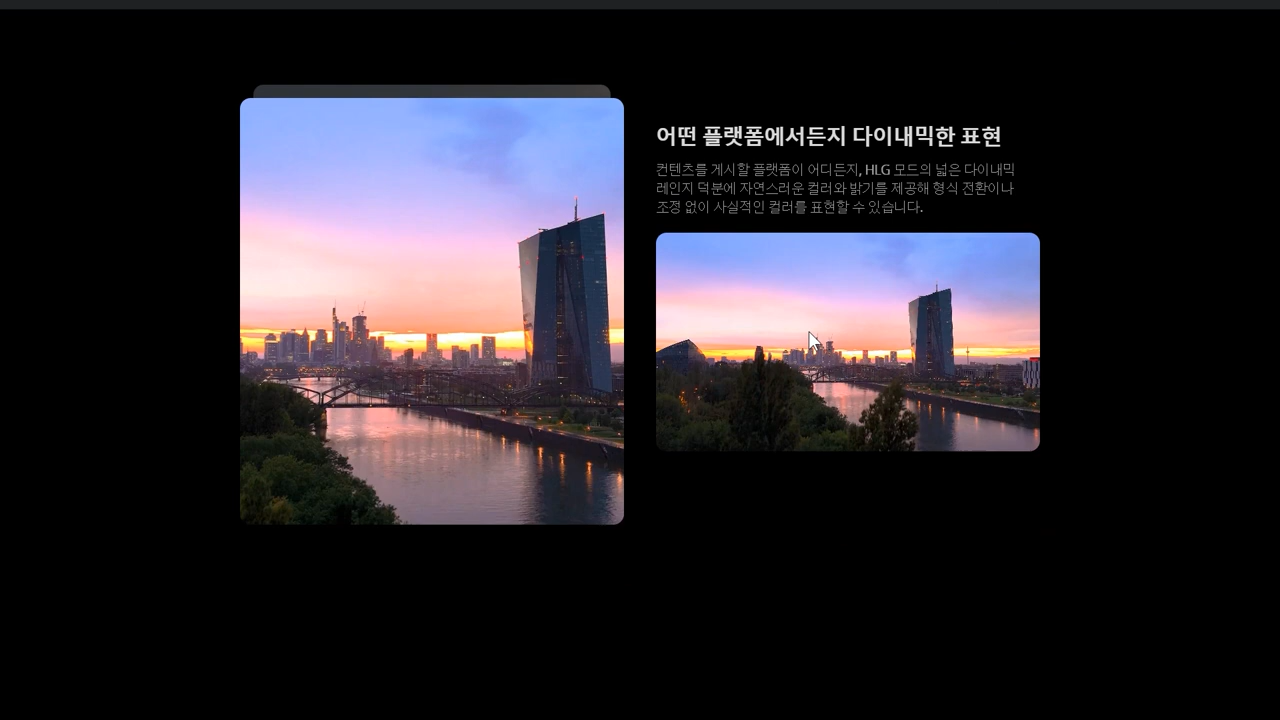 어떤 플랫폼에서든지 다이내믹한 표현
컨텐츠를 게시할 플랫폼이 어디든지, HLG 모드의 넓은 다이내믹
레인지 덕분에 자연스러운 컬러와 밝기를 제공해 형식 전환이나
조정 없이 사실적인 컬러를 표현할 수 있습니다.